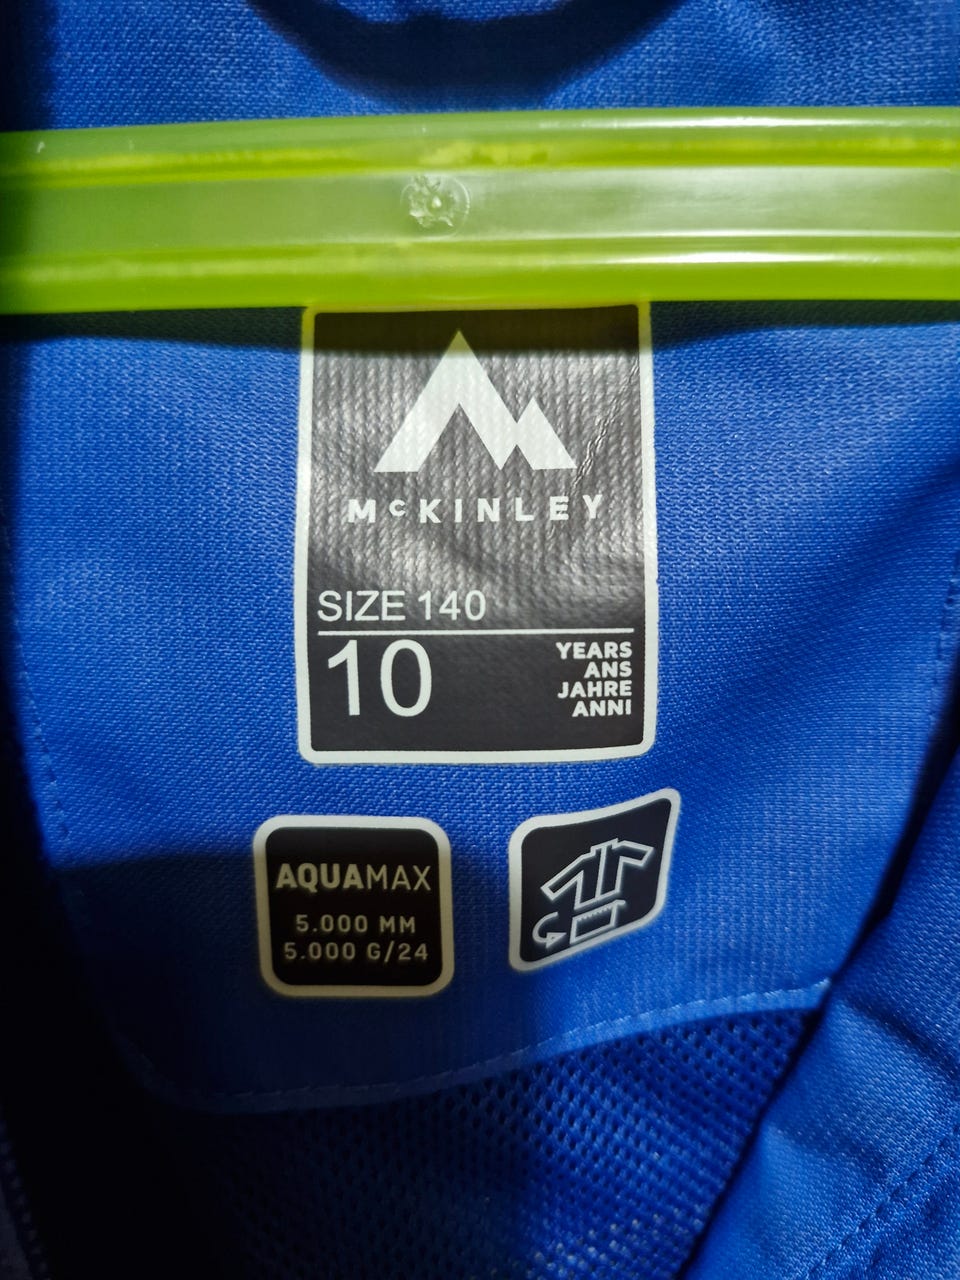 McKINLEY
SIZE 140
10
YEARS
ANS
JAHRE
ANNI
AQUAMAX
5.000 MM
5.000 G/24